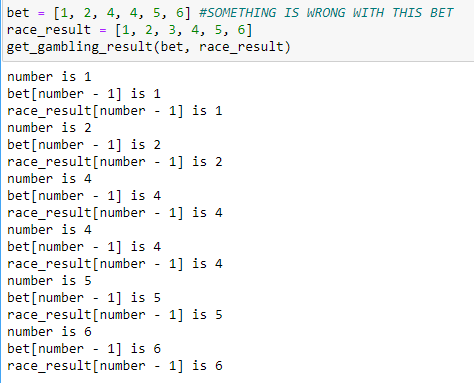 bet = [1, 2, 4, 4, 5, 6] #SOMETHING IS WRONG WITH THIS BET
race_result = [1, 2, 3, 4, 5, 6]
get_gambling_result(bet, race_result)
number is 1
bet[number - 1] is 1
race_result[number - 1] is 1
number is 2
bet[number - 1] is 2
race_result[number - 1] is 2
number is 4
bet[number - 1] is 4
race_result[number - 1] is 4
number is 4
bet[number - 1] is 4
race_result[number - 1] is 4
number is 5
bet[number - 1] is 5
race_result[number - 1] is 5
number is 6
bet[number - 1] is 6
race_result[number - 1] is 6